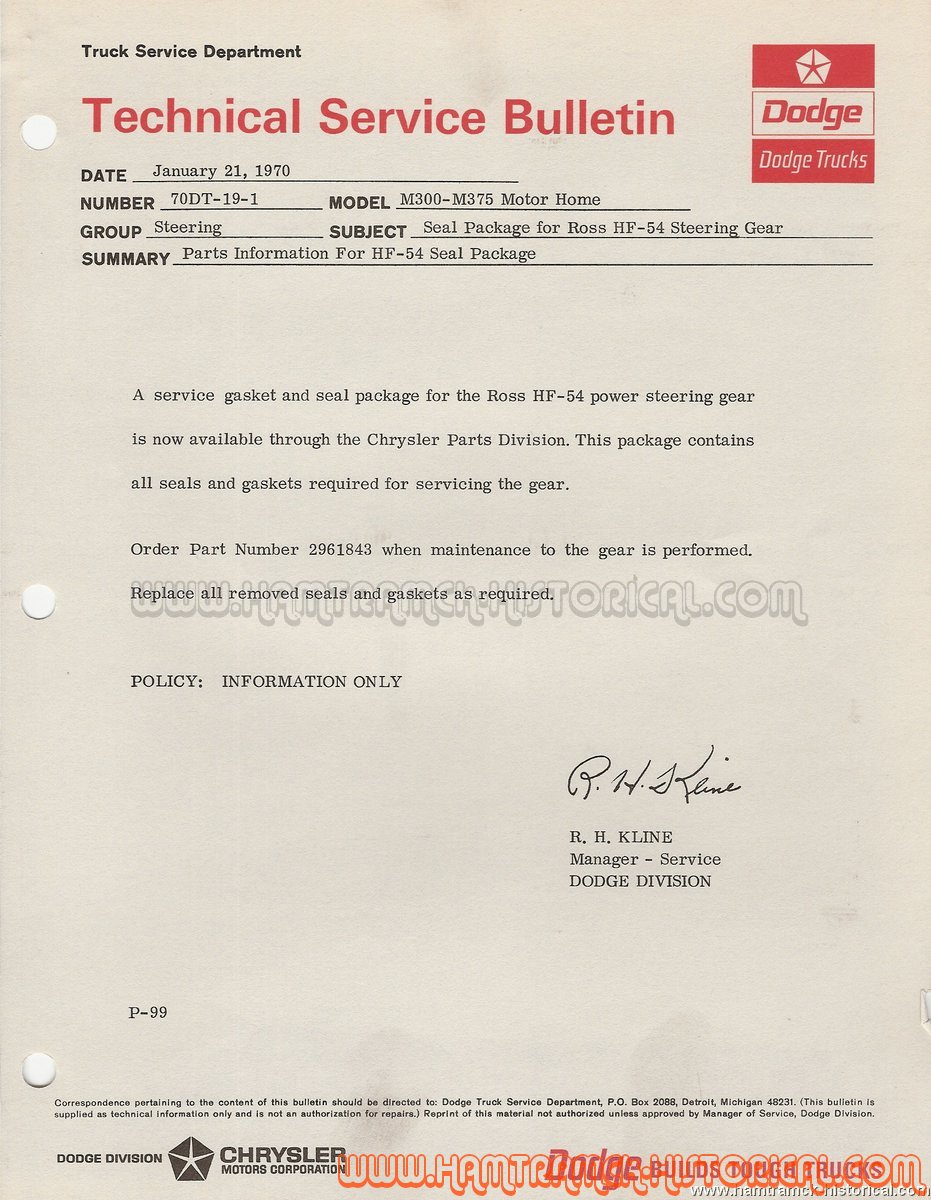 Truck Service Department
Technical Service Bulletin
Dodge
Dodge Trucks
DATE January 21, 1970
NUMBER 70DT-19-1 MODEL M300-M375 Motor Home
GROUP Steering SUBJECT Seal Package for Ross HF-54 Steering Gear
SUMMARY Parts Information For HF-54 Seal Package
A service gasket and seal package for the Ross HF-54 power steering gear
is now available through the Chrysler Parts Division. This package contains
all seals and gaskets required for servicing the gear.
Order Part Number 2961843 when maintenance to the gear is performed.
www.Hamtramck-Historical.com
Replace all removed seals and gaskets as required.
POLICY: INFORMATION ONLY
R. H. Kline
R. H. KLINE
Manager - Service
DODGE DIVISION
P-99
Correspondence pertaining to the content of this bulletin should be directed to: Dodge Truck Service Department, P.O. Box 2088, Detroit, Michigan 48231. (This bulletin is
supplied as technical information only and is not an authorization for repairs.) Reprint of this material not authorized unless approved by Manager of Service, Dodge Division.
DODGE DIVISION CHRYSLER
MOTORS CORPORATION
Dodge BUILDS TOUGH TRUCKS
www.Hamtramck-Historical.com
www.hamtramck-historical.com